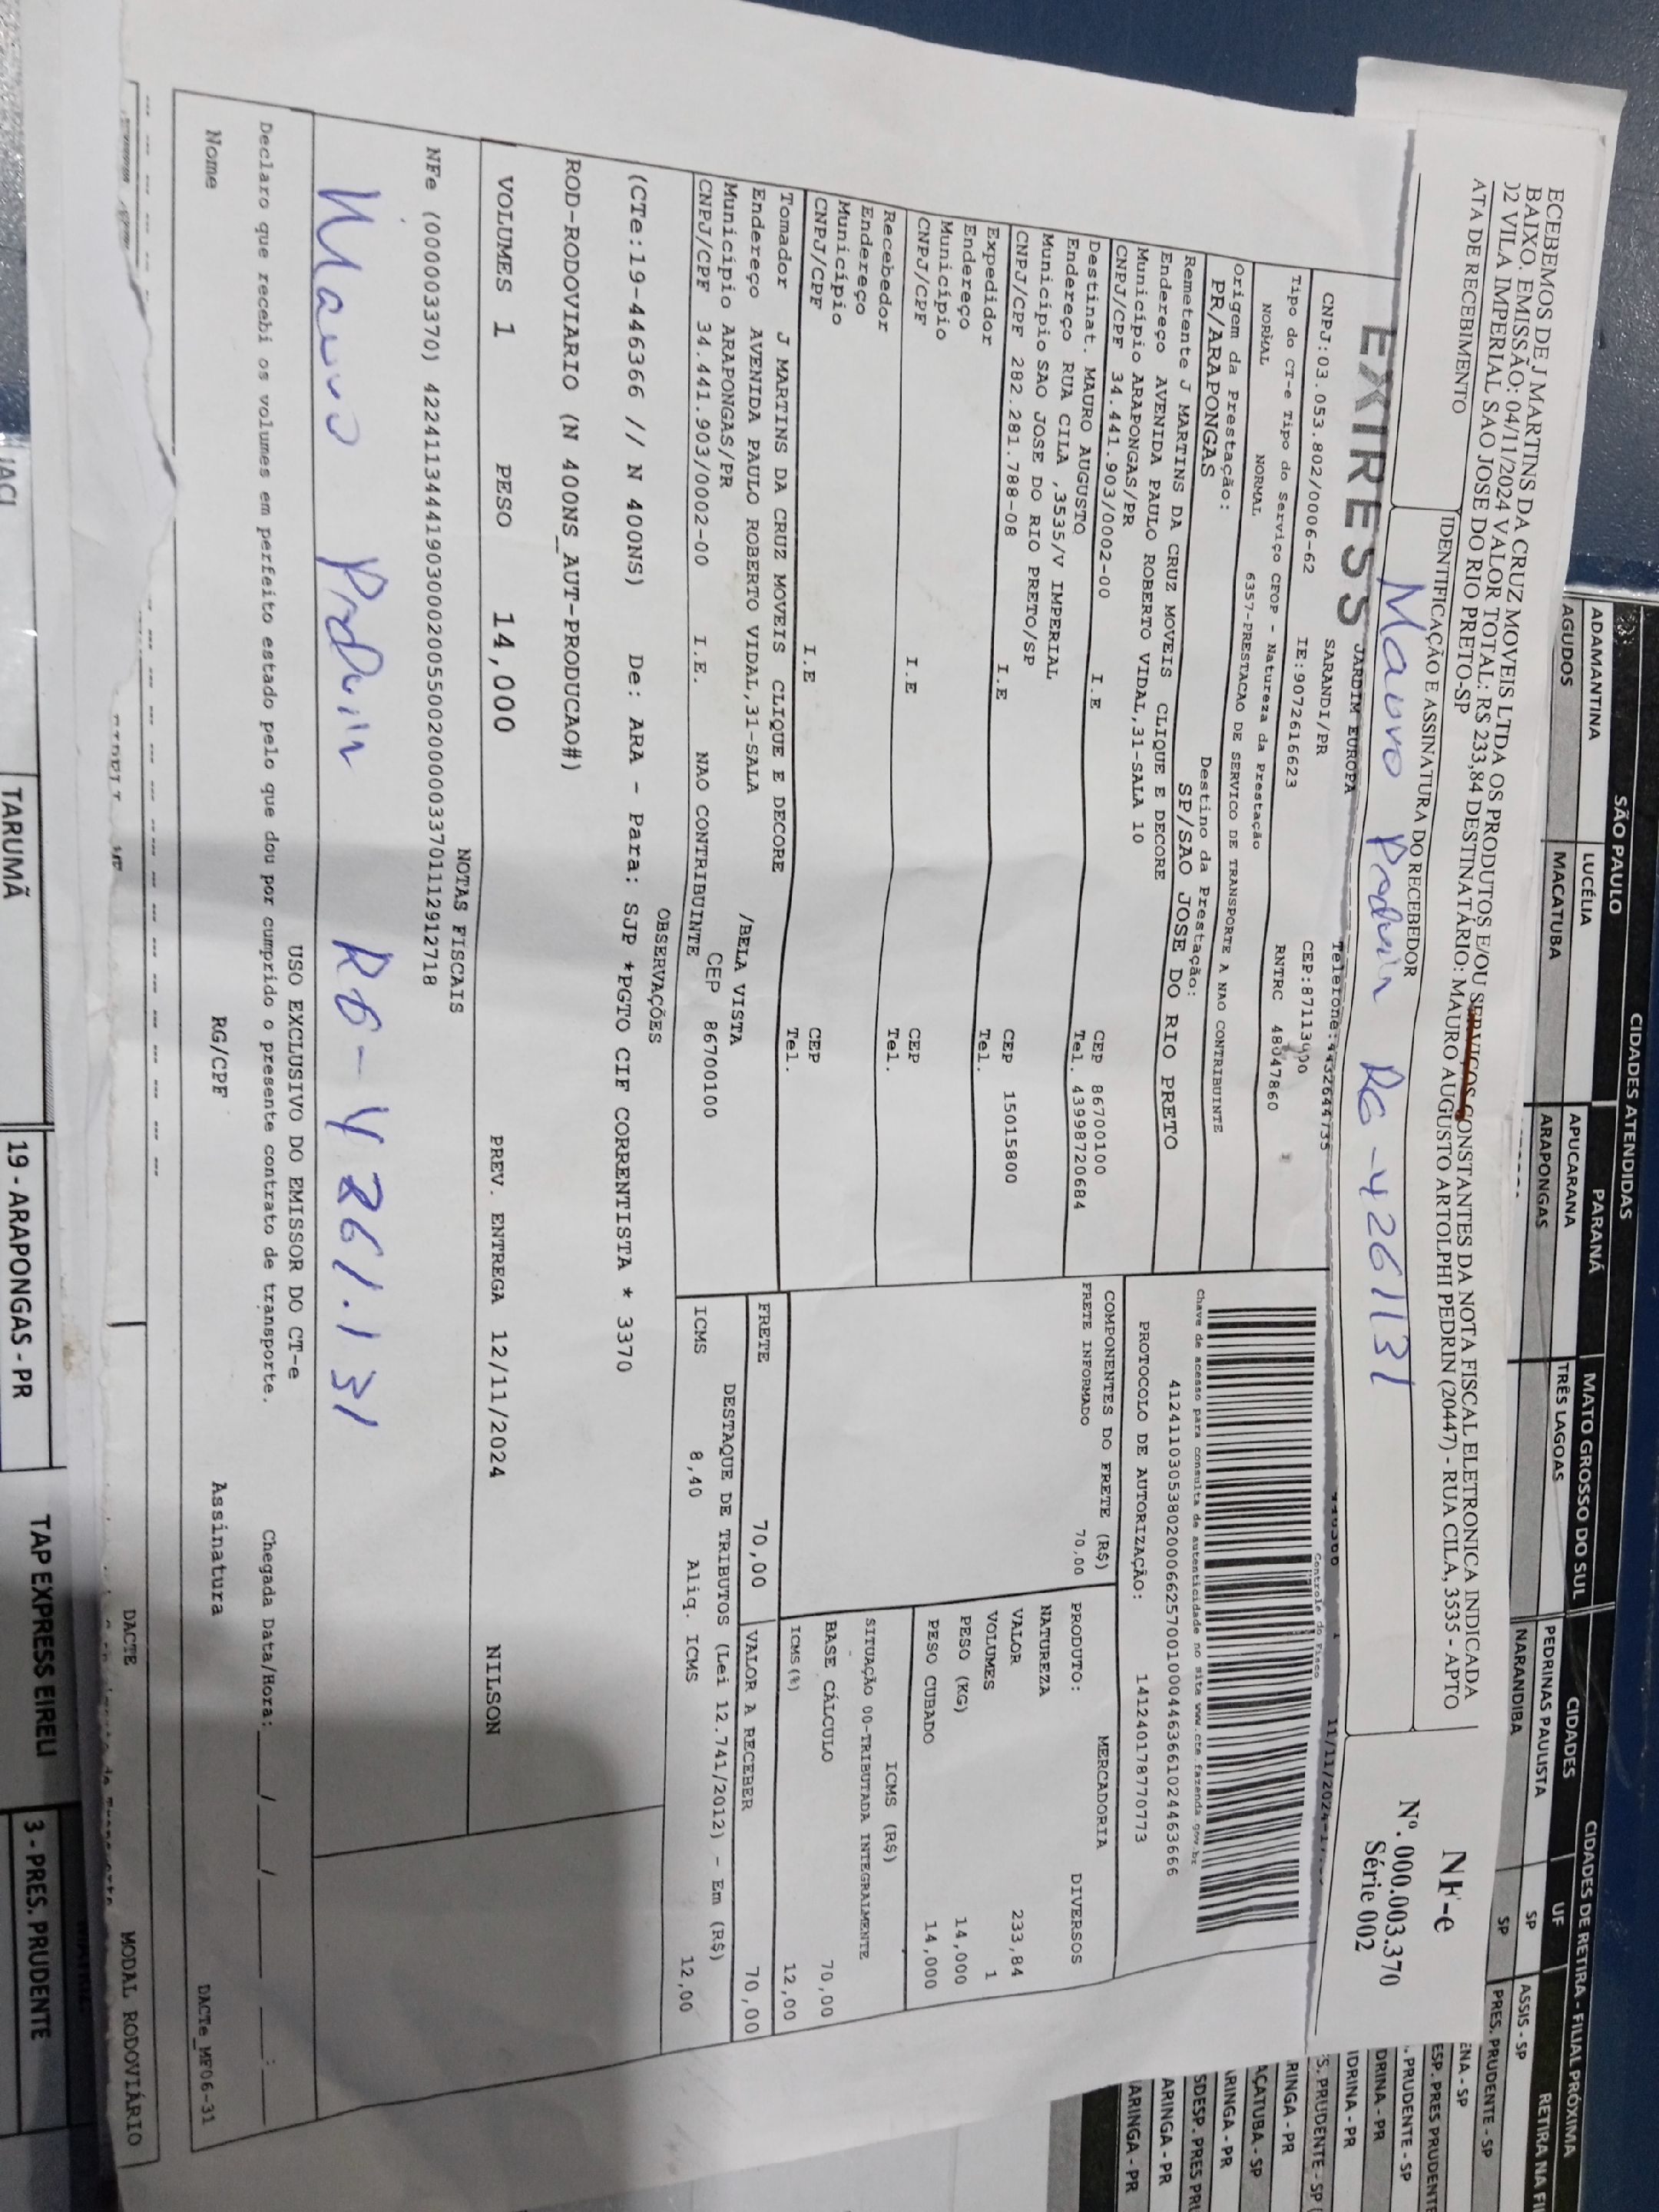 SÃO PAULO
CIDADES ATENDIDAS
PARANÁ
MATO GROSSO DO SUL
CIDADES DE RETIRA - FILIAL PRÓXIMA
ADAMANTINA
LUCÉLIA
APUCARANA
TRÊS LAGOAS
CIDADES
UF
RETIRA NA FI
AGUDOS
MACATUBA
ARAPONGAS
PEDRINAS PAULISTA
SP
ASSIS - SP
NARANDIBA
SP
PRES. PRUDENTE - SP
ECEBEMOS DE J MARTINS DA CRUZ MOVEIS LTDA OS PRODUTOS E/OU SERVIÇOS CONSTANTES DA NOTA FISCAL ELETRONICA INDICADA
BAIXO. EMISSÃO: 04/11/2024 VALOR TOTAL: R$ 233,84 DESTINATÁRIO: MAURO AUGUSTO ARTOLPHI PEDRIN (20447) - RUA CILA, 3535 - APTO
02 VILA IMPERIAL SAO JOSE DO RIO PRETO-SP
ATA DE RECEBIMENTO
IDENTIFICAÇÃO E ASSINATURA DO RECEBEDOR
Mauro Pedrin RG-4261131
NF-e
Nº. 000.003.370
Série 002
EXPRESS
JARDIM EUROPA
Telefone:4432644735
CNPJ:03.053.802/0006-62
SARANDI/PR
CEP:87113000
IE:9072616623
RNTRC 48047860
Tipo do CT-e Tipo do Serviço CFOP - Natureza da Prestação
NORMAL NORMAL 6357-PRESTACAO DE SERVICO DE TRANSPORTE A NAO CONTRIBUINTE
Origem da Prestação: Destino da Prestação:
PR/ARAPONGAS SP/SAO JOSE DO RIO PRETO
Controle do Fisco
Chave de acesso para consulta de autenticidade no site www.cte.fazenda.gov.br
41241103053802000662570010004463661024463666
PROTOCOLO DE AUTORIZAÇÃO: 141240178770773
Remetente J MARTINS DA CRUZ MOVEIS CLIQUE E DECORE
Endereço AVENIDA PAULO ROBERTO VIDAL,31-SALA 10
Município ARAPONGAS/PR CEP 86700100
CNPJ/CPF 34.441.903/0002-00 I.E Tel. 43998720684
Destinat. MAURO AUGUSTO
Endereço RUA CILA ,3535/V IMPERIAL
Município SAO JOSE DO RIO PRETO/SP CEP 15015800
CNPJ/CPF 282.281.788-08 I.E Tel.
Expedidor
Endereço
Município CEP
CNPJ/CPF I.E Tel.
Recebedor
Endereço
Município CEP
CNPJ/CPF I.E Tel.
Tomador J MARTINS DA CRUZ MOVEIS CLIQUE E DECORE
Endereço AVENIDA PAULO ROBERTO VIDAL,31-SALA /BELA VISTA
Município ARAPONGAS/PR CEP 86700100
CNPJ/CPF 34.441.903/0002-00 I.E. NAO CONTRIBUINTE
COMPONENTES DO FRETE (R$)
FRETE INFORMADO 70,00
MERCADORIA
PRODUTO: DIVERSOS
NATUREZA
VALOR 233,84
VOLUMES 1
PESO (KG) 14,000
PESO CUBADO 14,000
ICMS (R$)
SITUAÇÃO 00-TRIBUTADA INTEGRALMENTE
BASE CÁLCULO 70,00
ICMS(%) 12,00
FRETE 70,00
VALOR A RECEBER 70,00
DESTAQUE DE TRIBUTOS (Lei 12.741/2012) - Em (R$)
ICMS 8,40 Aliq. ICMS 12,00
OBSERVAÇÕES
(CTe:19-446366 // N 400NS) De: ARA - Para: SJP *PGTO CIF CORRENTISTA * 3370
ROD-RODOVIARIO (N 400NS_AUT-PRODUCAO#)
VOLUMES 1 PESO 14,000 PREV. ENTREGA 12/11/2024 NILSON
NOTAS FISCAIS
NFe (000003370) 42241134441903000200550020000033701112912718
Mauro Pedrin RG-4261.131
USO EXCLUSIVO DO EMISSOR DO CT-e
Declaro que recebi os volumes em perfeito estado pelo que dou por cumprido o presente contrato de transporte. Chegada Data/Hora:____/____/____ ____:____
Nome RG/CPF Assinatura
DACTe_MF06-31
DACTE
MODAL RODOVIÁRIO
TARUMÃ
19 - ARAPONGAS - PR
TAP EXPRESS EIRELI
3 - PRES. PRUDENTE